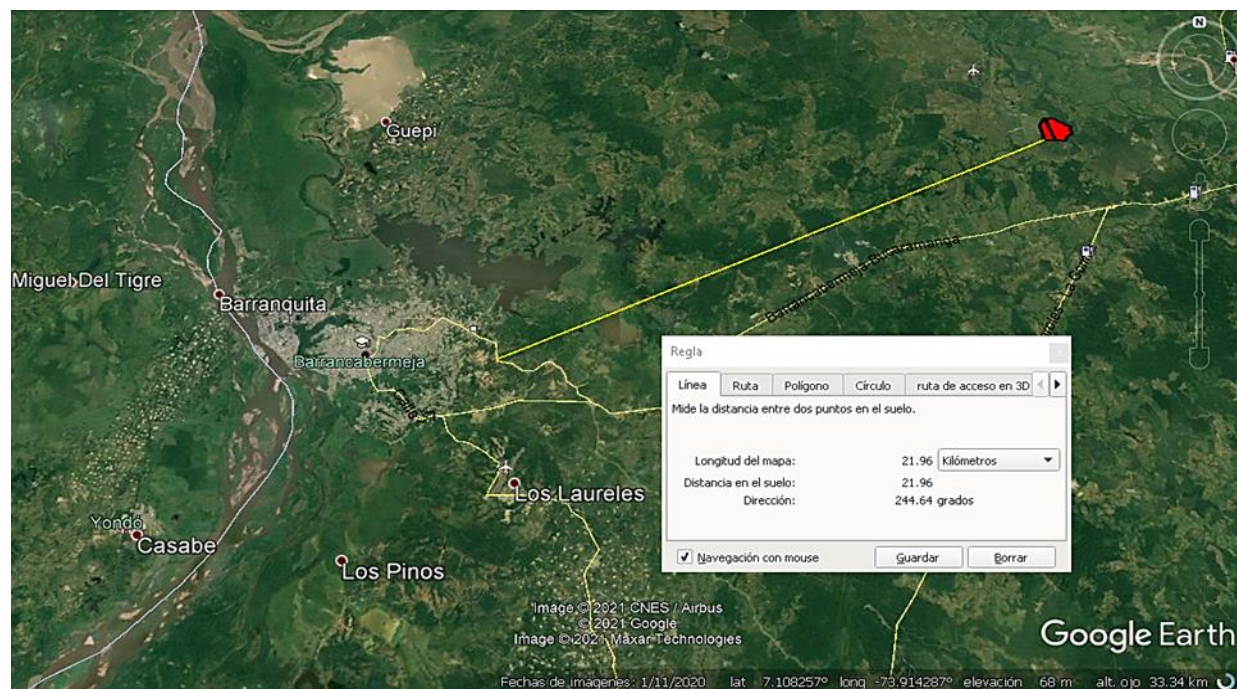 N
Guepi
Miguel Del Tigre
Barranquita
Barrancabermeja
Barrancabermeja-Bucaramanga
Regla
Línea
Ruta
Polígono
Círculo
ruta de acceso en 3D
Mide la distancia entre dos puntos en el suelo.
Longitud del mapa: 21.96 Kilómetros
Distancia en el suelo: 21.96
Dirección: 244.64 grados
Navegación con mouse
Guardar
Borrar
Los Laureles
Yondó
Casabe
Los Pinos
Image © 2021 CNES / Airbus
© 2021 Google
Image © 2021 Maxar Technologies
Google Earth
Fechas de imágenes: 1/11/2020 lat 7.108257° long -73.914287° elevación 68 m alt. ojo 33.34 km